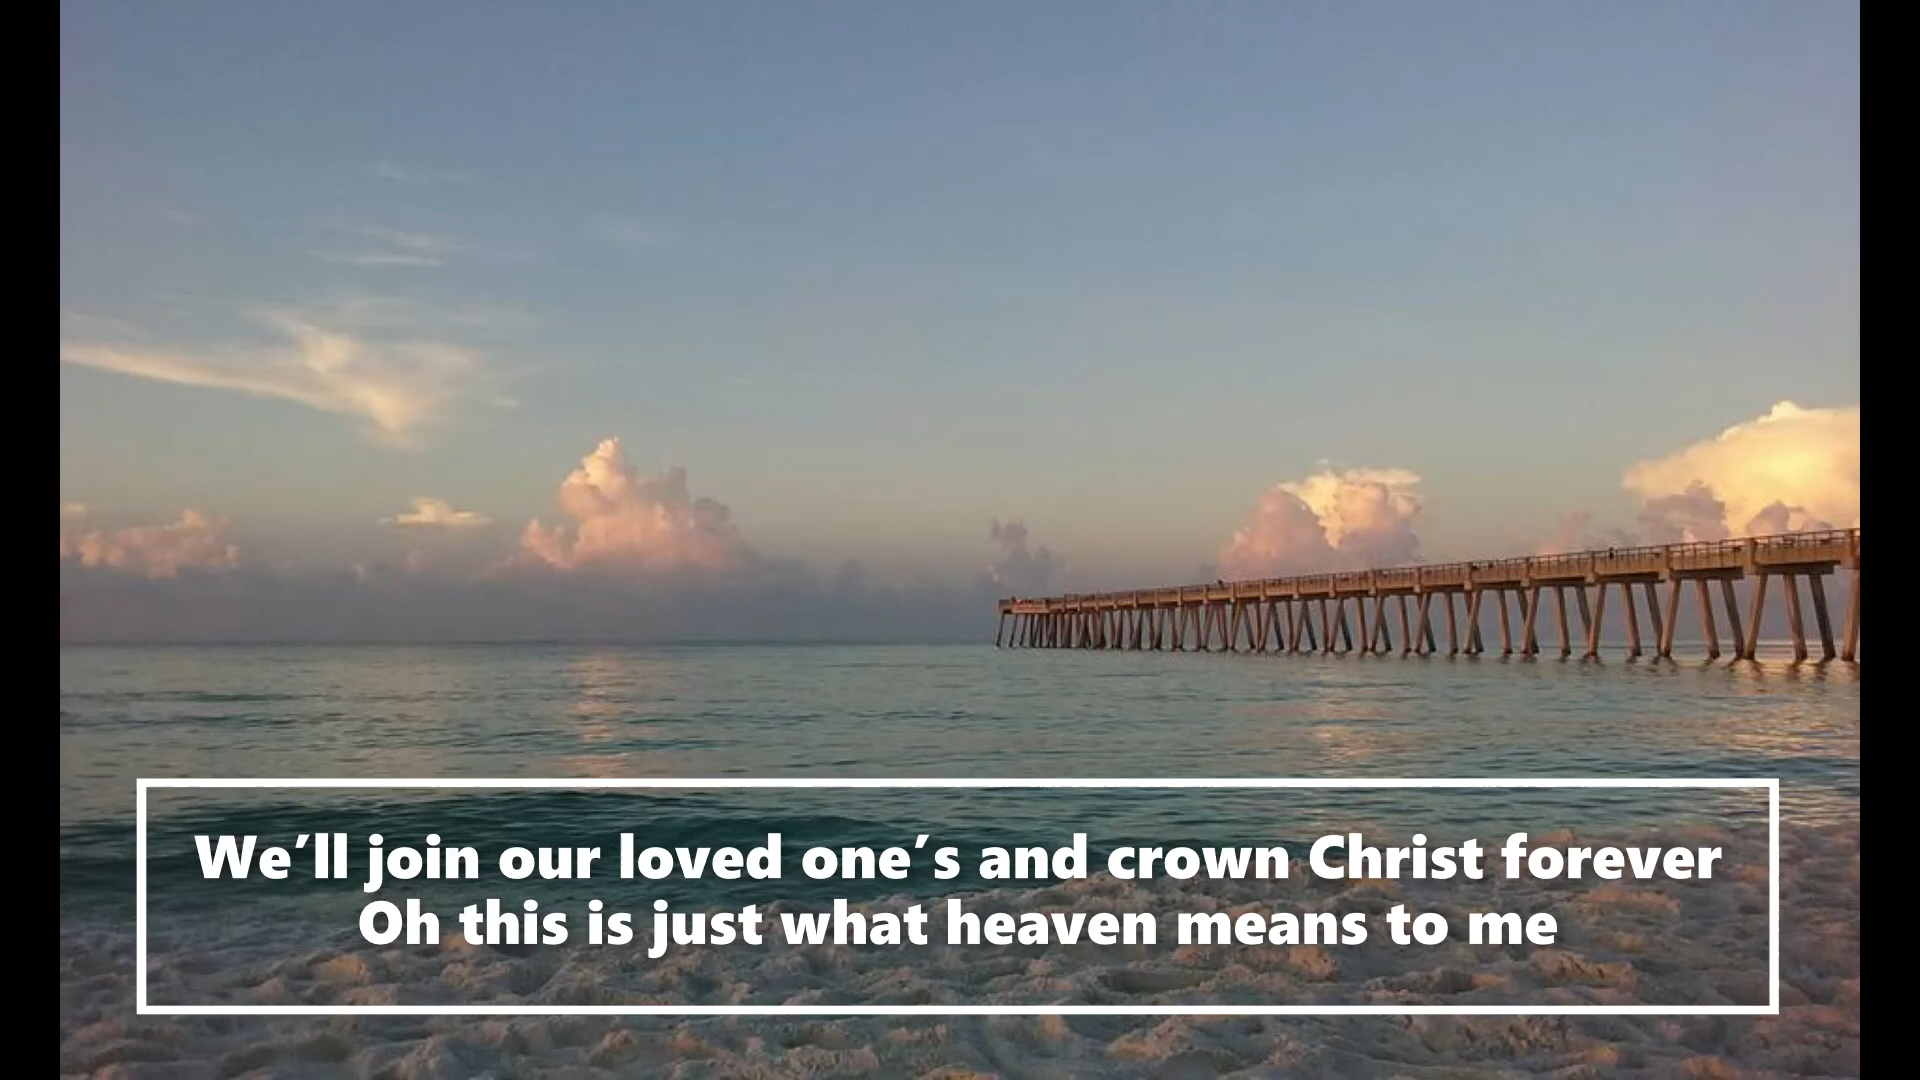 We’ll join our loved one’s and crown Christ forever
Oh this is just what heaven means to me